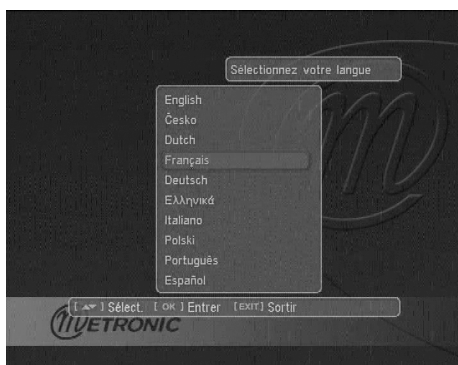 Sélectionnez votre langue
English
Česko
Dutch
Français
Deutsch
Ελληνικά
Italiano
Polski
Português
Español
[ ▲▼ ] Sélect. [ OK ] Entrer [EXIT] Sortir
METRONIC